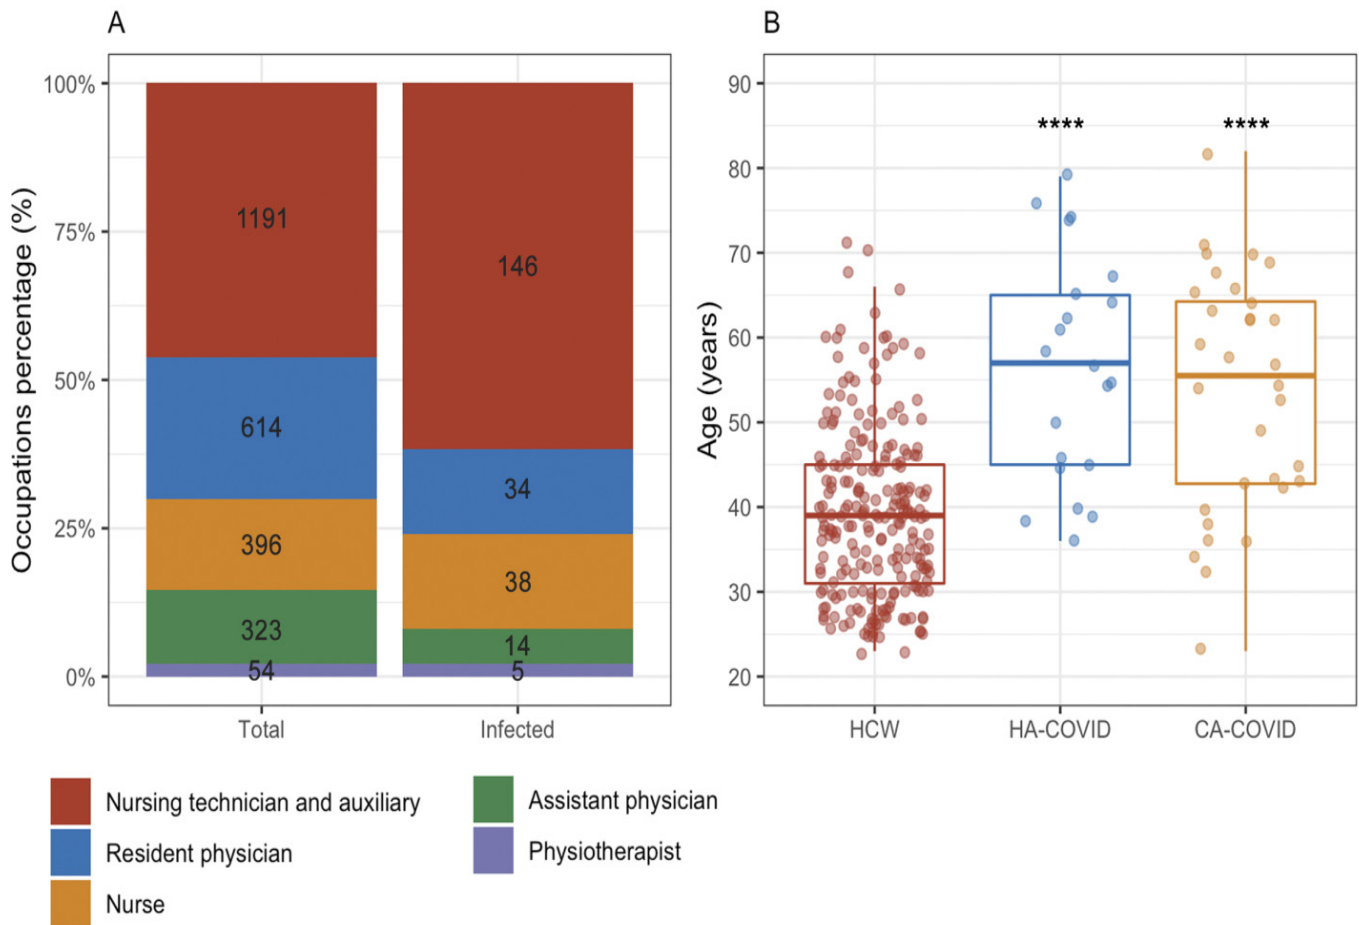 A
B
Occupations percentage (%)
100%
75%
50%
25%
0%
1191
614
396
323
54
146
34
38
14
5
Total
Infected
Age (years)
90
80
70
60
50
40
30
20
****
****
HCW
HA-COVID
CA-COVID
Nursing technician and auxiliary
Resident physician
Nurse
Assistant physician
Physiotherapist